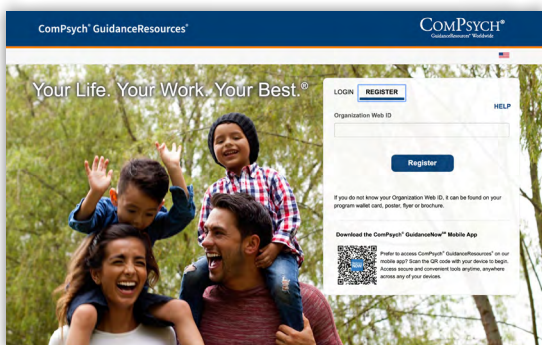 ComPsych® GuidanceResources®
COMPSYCH®
GuidanceResources® Worldwide
Your Life. Your Work. Your Best.®
LOGIN REGISTER
HELP
Organization Web ID
Register
If you do not know your Organization Web ID, it can be found on your
program wallet card, poster, flyer or brochure.
Download the ComPsych® GuidanceNow℠ Mobile App
Prefer to access ComPsych® GuidanceResources® on our
mobile app? Scan the QR code with your device to begin.
Access secure and convenient tools anytime, anywhere
across any of your devices.